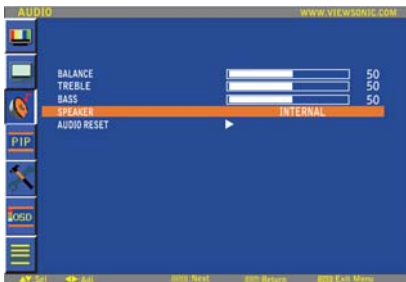 AUDIO WWW.VIEWSONIC.COM
BALANCE 50
TREBLE 50
BASS 50
SPEAKER INTERNAL
AUDIO RESET
PIP
OSD
Sel Adj Next Return Exit Menu